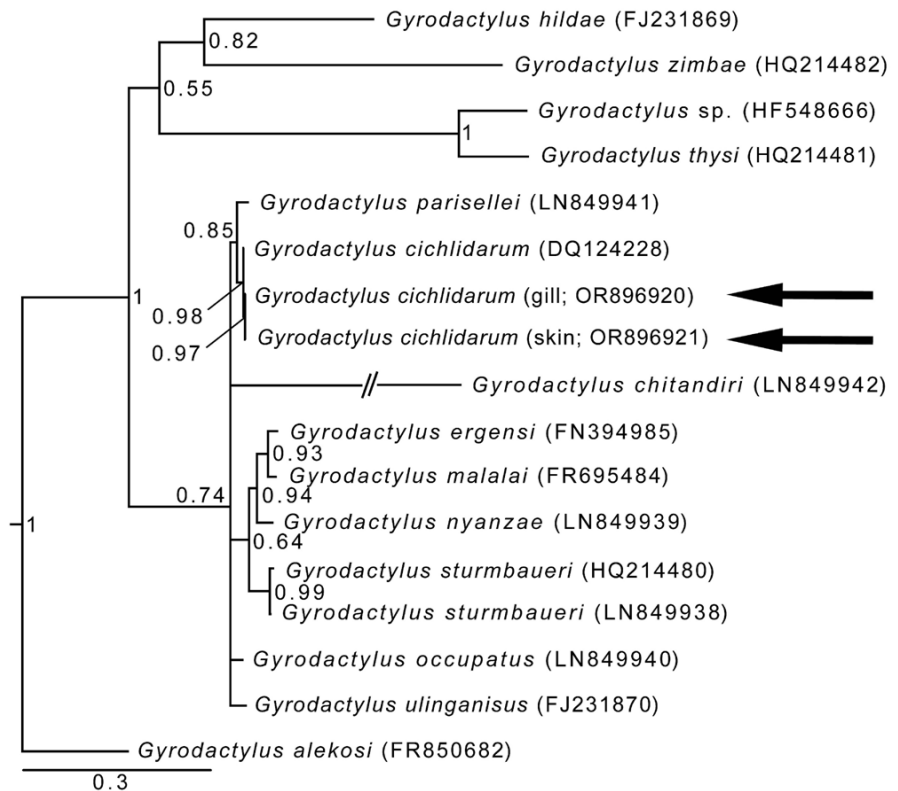 Gyrodactylus hildae (FJ231869)
0.82
Gyrodactylus zimbae (HQ214482)
0.55
Gyrodactylus sp. (HF548666)
1
Gyrodactylus thysi (HQ214481)
Gyrodactylus parisellei (LN849941)
0.85
Gyrodactylus cichlidarum (DQ124228)
1
Gyrodactylus cichlidarum (gill; OR896920)
0.98
Gyrodactylus cichlidarum (skin; OR896921)
0.97
Gyrodactylus chitandiri (LN849942)
Gyrodactylus ergensi (FN394985)
0.93
Gyrodactylus malalai (FR695484)
0.74
0.94
Gyrodactylus nyanzae (LN849939)
1
0.64
Gyrodactylus sturmbaueri (HQ214480)
0.99
Gyrodactylus sturmbaueri (LN849938)
Gyrodactylus occupatus (LN849940)
Gyrodactylus ulinganisus (FJ231870)
Gyrodactylus alekosi (FR850682)
0.3